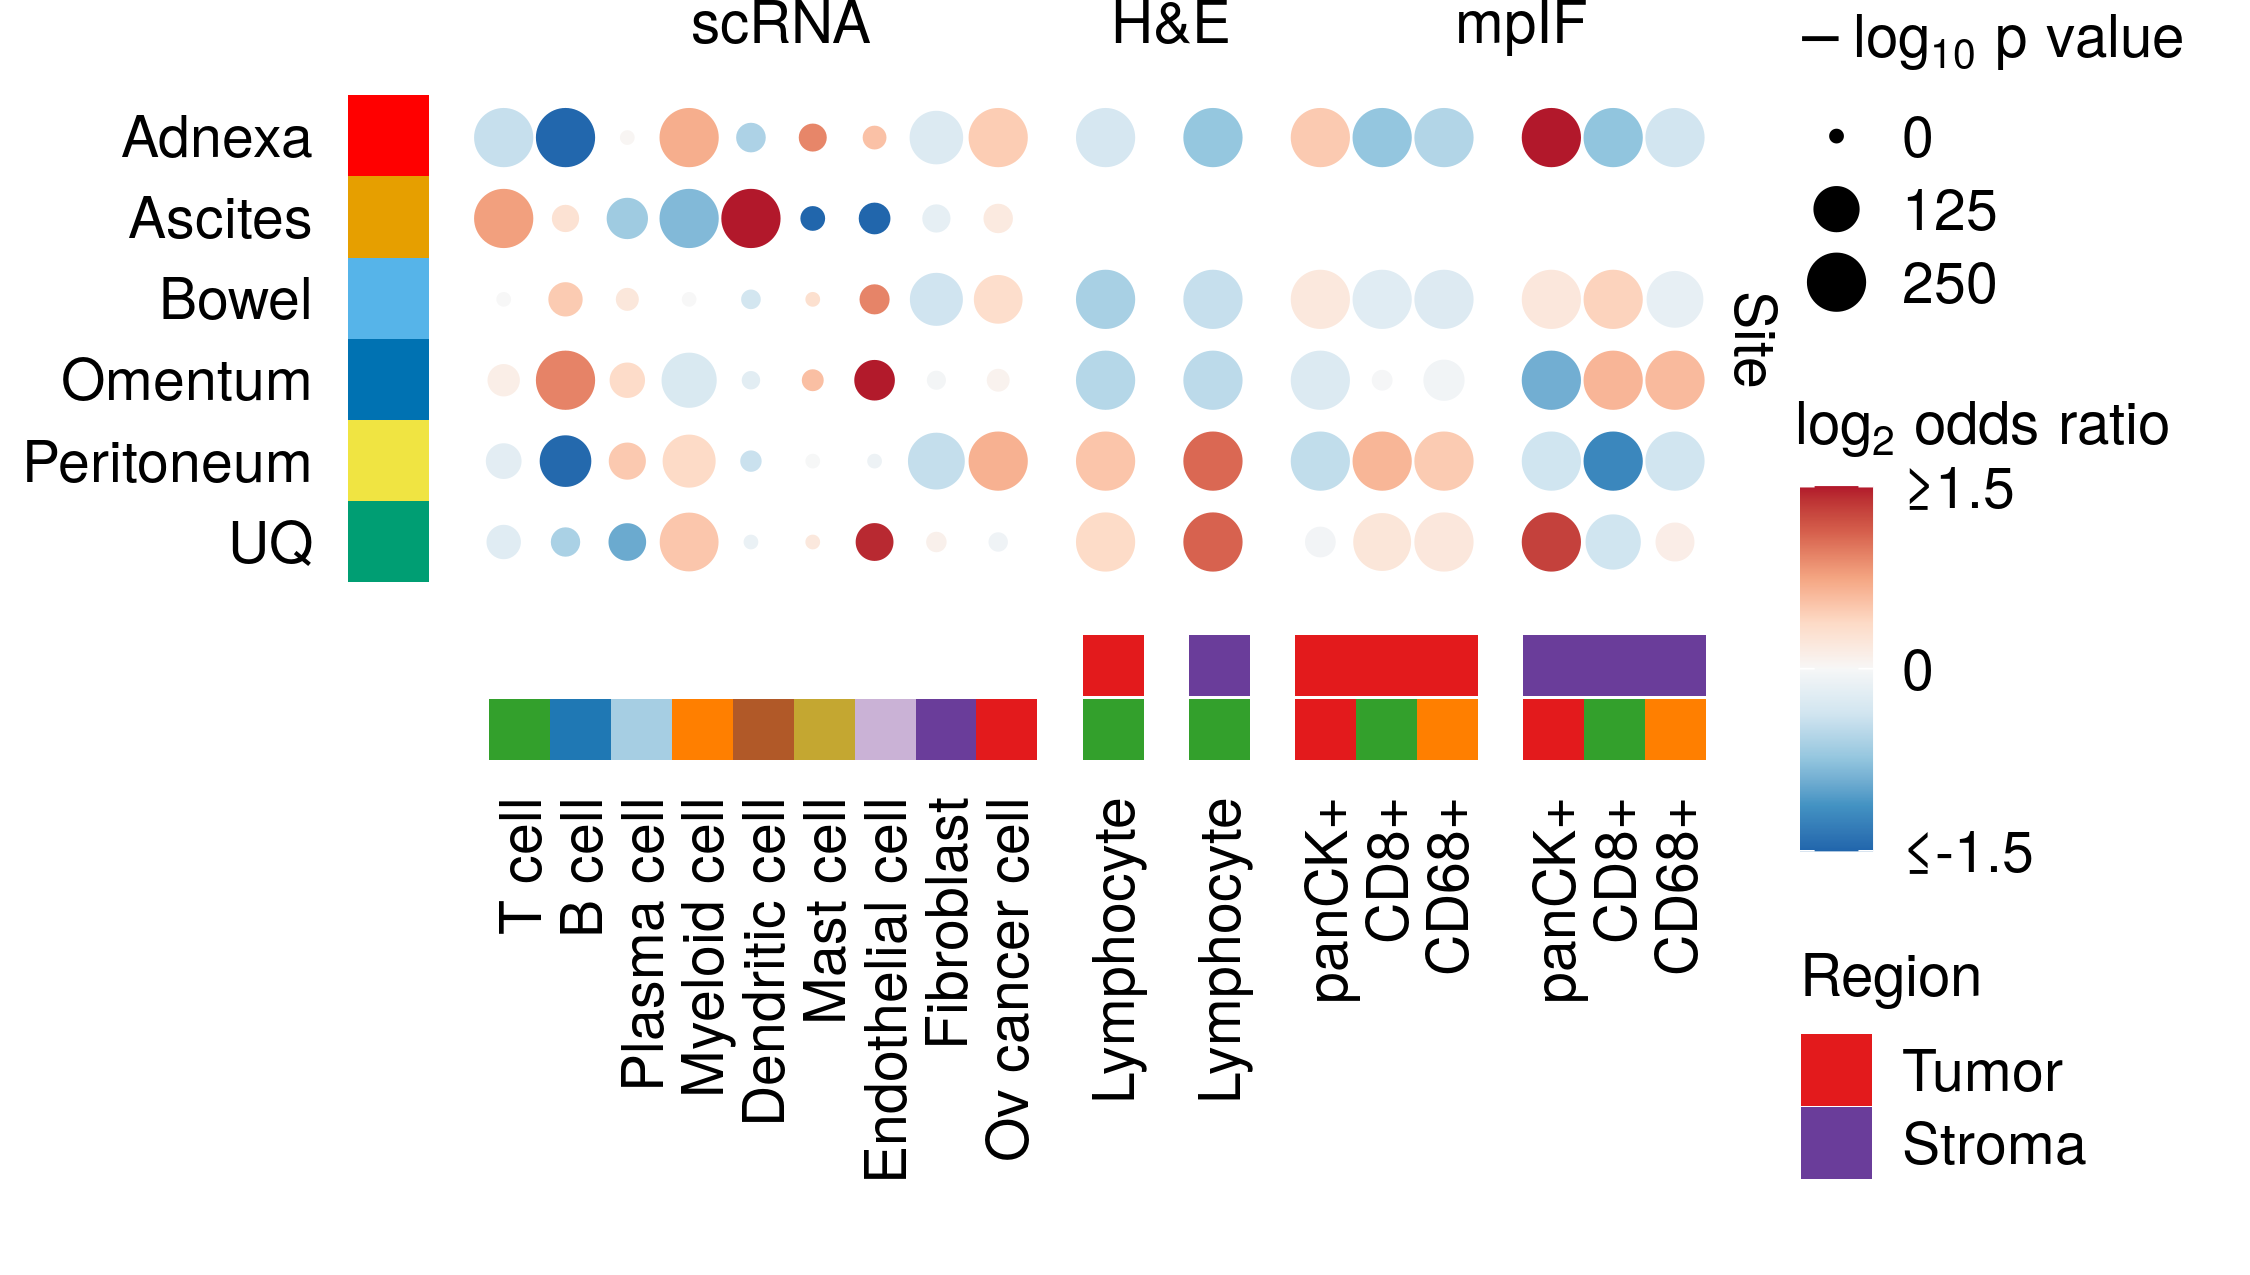 scRNA
H&E
mpIF
Adnexa
Ascites
Bowel
Omentum
Peritoneum
UQ
Site
T cell
B cell
Plasma cell
Myeloid cell
Dendritic cell
Mast cell
Endothelial cell
Fibroblast
Ov cancer cell
Lymphocyte
Lymphocyte
panCK+
CD8+
CD68+
panCK+
CD8+
CD68+
−log₁₀ p value
0
125
250
log₂ odds ratio
≥1.5
0
≤-1.5
Region
Tumor
Stroma